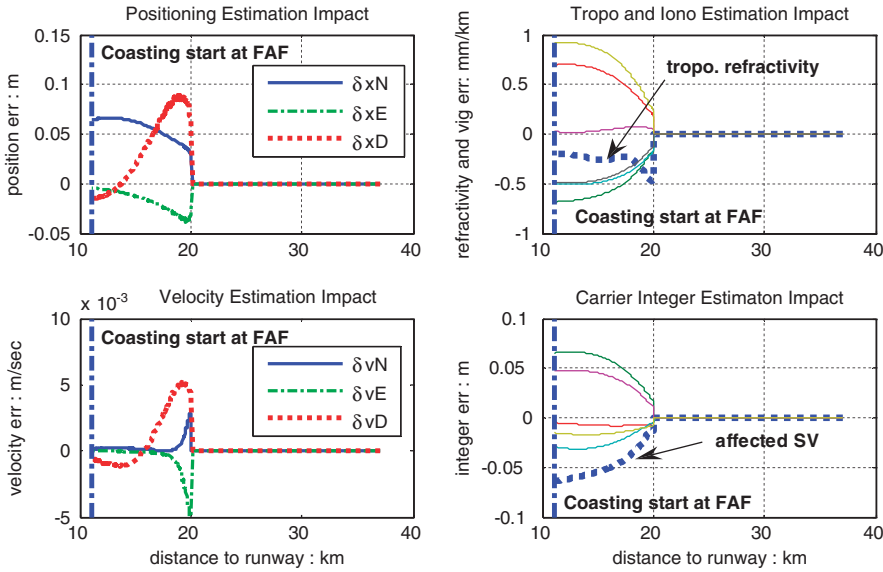 Positioning Estimation Impact
0.15
0.1
0.05
0
-0.05
position err : m
Coasting start at FAF
δxN
δxE
δxD
10
20
30
40
Tropo and Iono Estimation Impact
1
0.5
0
-0.5
-1
refractivity and vig err: mm/km
tropo. refractivity
Coasting start at FAF
10
20
30
40
Velocity Estimation Impact
x 10-3
10
5
0
-5
velocity err : m/sec
Coasting start at FAF
δvN
δvE
δvD
10
20
30
40
distance to runway : km
Carrier Integer Estimaton Impact
0.1
0.05
0
-0.05
-0.1
integer err : m
affected SV
Coasting start at FAF
10
20
30
40
distance to runway : km